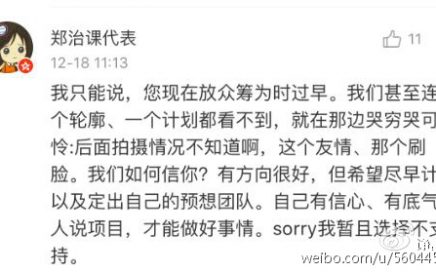 郑治课代表
11
12-18 11:13
我只能说，您现在放众筹为时过早。我们甚至连
个轮廓、一个计划都看不到，就在那边哭穷哭可
怜:后面拍摄情况不知道啊，这个友情、那个刷
脸。我们如何信你？有方向很好，但希望尽早计
以及定出自己的预想团队。自己有信心、有底气
人说项目，才能做好事情。sorry我暂且选择不支
持。
weibo.com/u/560445